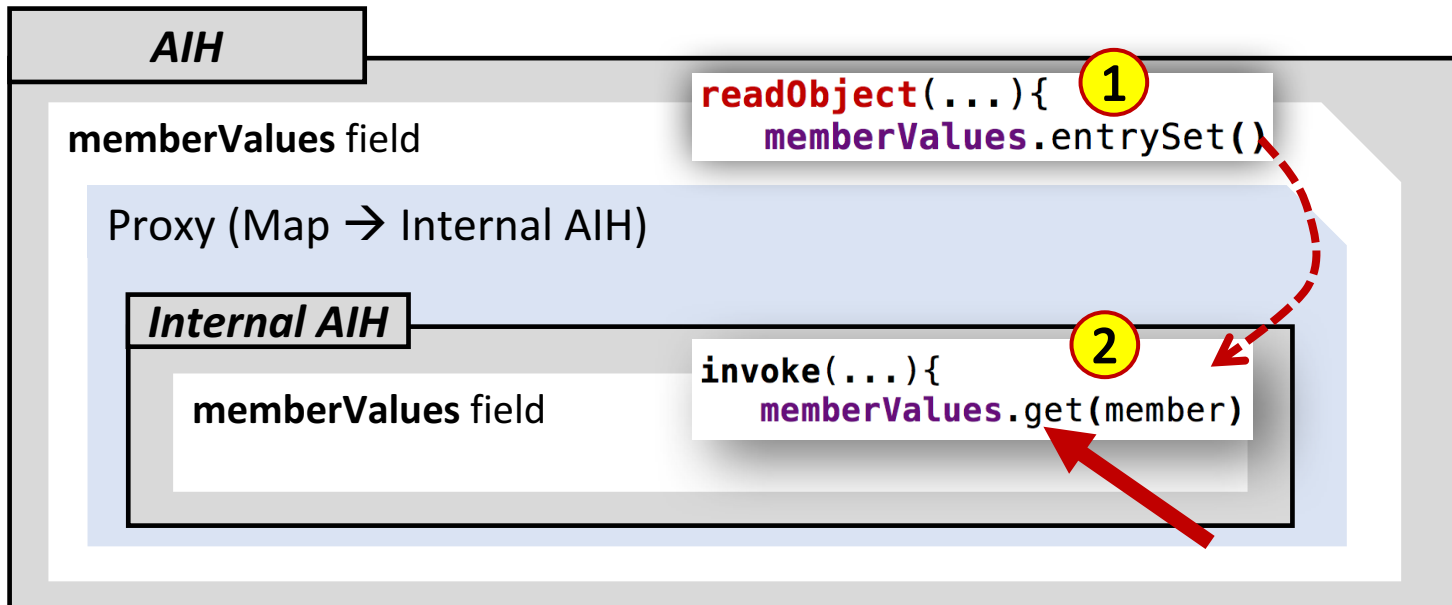 AIH
readObject(...){
memberValues.entrySet()
1
memberValues field
Proxy (Map → Internal AIH)
Internal AIH
2
invoke(...){
memberValues.get(member)
memberValues field